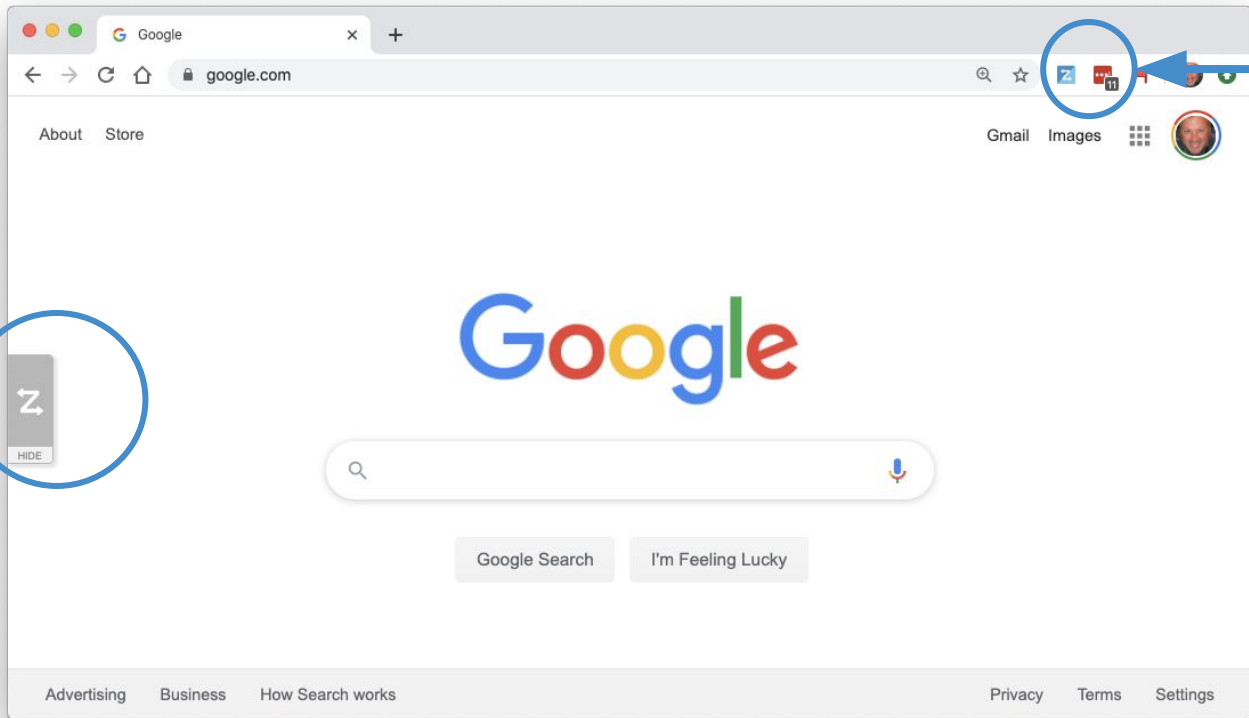 Google
google.com
11
About Store
Gmail Images
Google
Z
HIDE
Google Search I'm Feeling Lucky
Advertising Business How Search works
Privacy Terms Settings